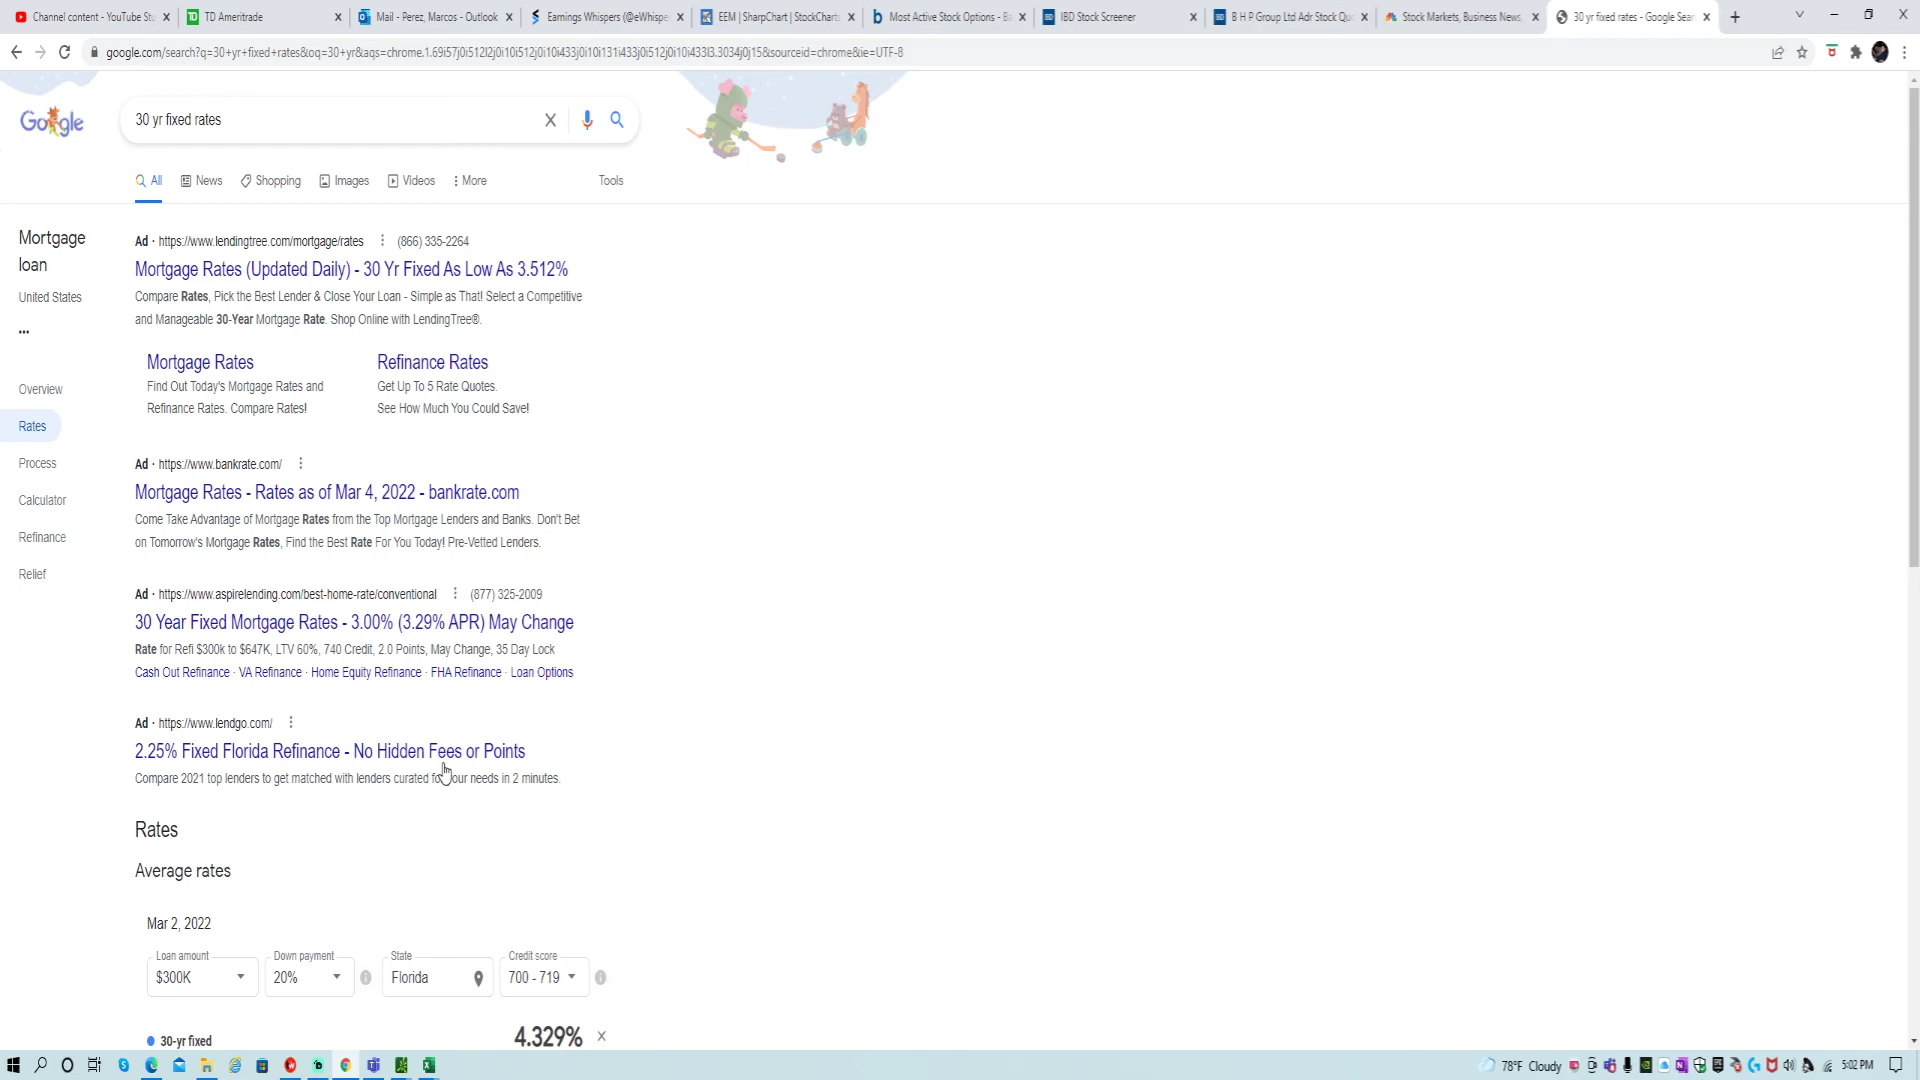 Channel content - YouTube Stu
TD Ameritrade
Mail - Perez, Marcos - Outlook
Earnings Whispers (@eWhispe
EEM | SharpChart | StockCharts
Most Active Stock Options - Ba
IBD Stock Screener
B H P Group Ltd Adr Stock Quo
Stock Markets, Business News,
30 yr fixed rates - Google Sear
google.com/search?q=30+yr+fixed+rates&oq=30+yr&aqs=chrome.1.69i57j0i512l2j0i10i512j0i10i433j0i10i131i433j0i512j0i10i433l3.3034j0j15&sourceid=chrome&ie=UTF-8
Google
30 yr fixed rates
All
News
Shopping
Images
Videos
More
Tools
Mortgage
loan
United States
...
Overview
Rates
Process
Calculator
Refinance
Relief
Ad · https://www.lendingtree.com/mortgage/rates (866) 335-2264
Mortgage Rates (Updated Daily) - 30 Yr Fixed As Low As 3.512%
Compare Rates, Pick the Best Lender & Close Your Loan - Simple as That! Select a Competitive
and Manageable 30-Year Mortgage Rate. Shop Online with LendingTree®.
Mortgage Rates
Find Out Today's Mortgage Rates and
Refinance Rates. Compare Rates!
Refinance Rates
Get Up To 5 Rate Quotes.
See How Much You Could Save!
Ad · https://www.bankrate.com/
Mortgage Rates - Rates as of Mar 4, 2022 - bankrate.com
Come Take Advantage of Mortgage Rates from the Top Mortgage Lenders and Banks. Don't Bet
on Tomorrow's Mortgage Rates, Find the Best Rate For You Today! Pre-Vetted Lenders.
Ad · https://www.aspirelending.com/best-home-rate/conventional (877) 325-2009
30 Year Fixed Mortgage Rates - 3.00% (3.29% APR) May Change
Rate for Refi $300k to $647K, LTV 60%, 740 Credit, 2.0 Points, May Change, 35 Day Lock
Cash Out Refinance · VA Refinance · Home Equity Refinance · FHA Refinance · Loan Options
Ad · https://www.lendgo.com/
2.25% Fixed Florida Refinance - No Hidden Fees or Points
Compare 2021 top lenders to get matched with lenders curated for your needs in 2 minutes.
Rates
Average rates
Mar 2, 2022
Loan amount
$300K
Down payment
20%
State
Florida
Credit score
700 - 719
30-yr fixed
4.329%
78°F Cloudy
5:02 PM